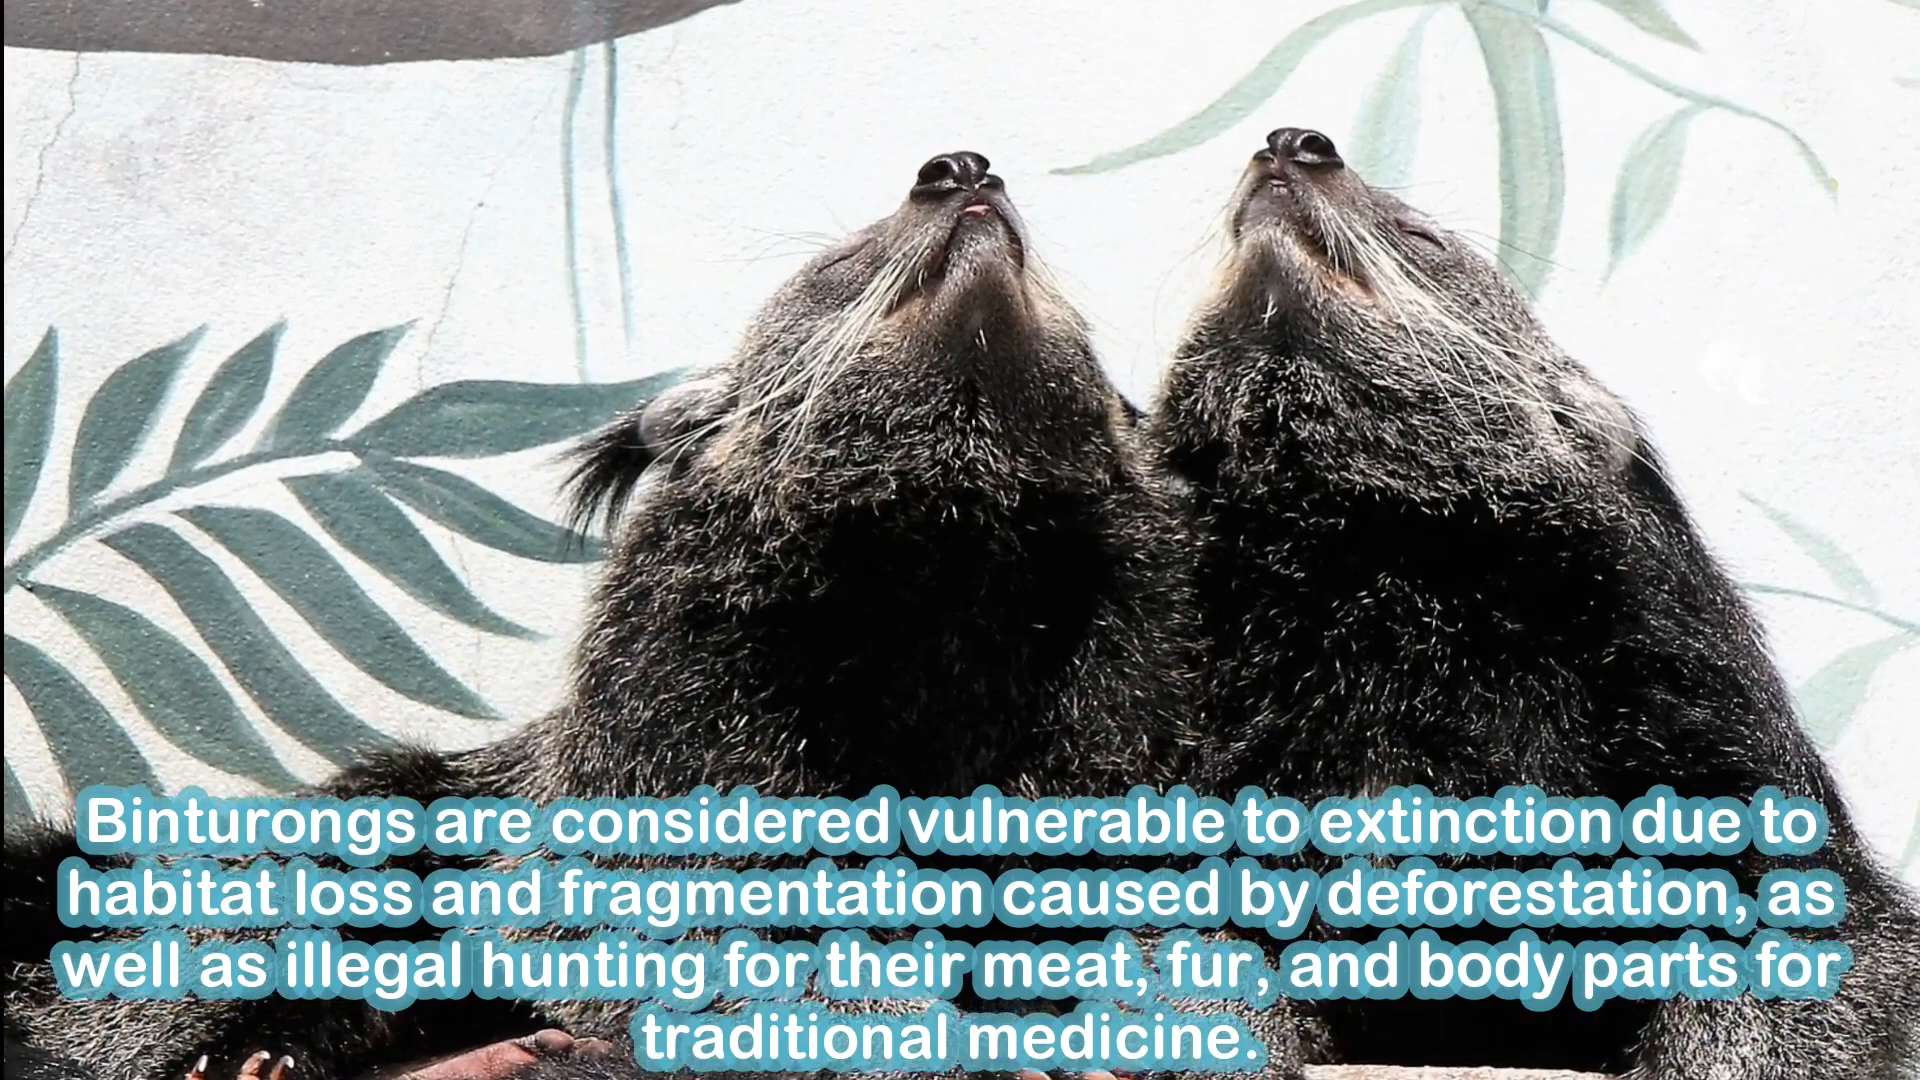 Binturongs are considered vulnerable to extinction due to
habitat loss and fragmentation caused by deforestation, as
well as illegal hunting for their meat, fur, and body parts for
traditional medicine.